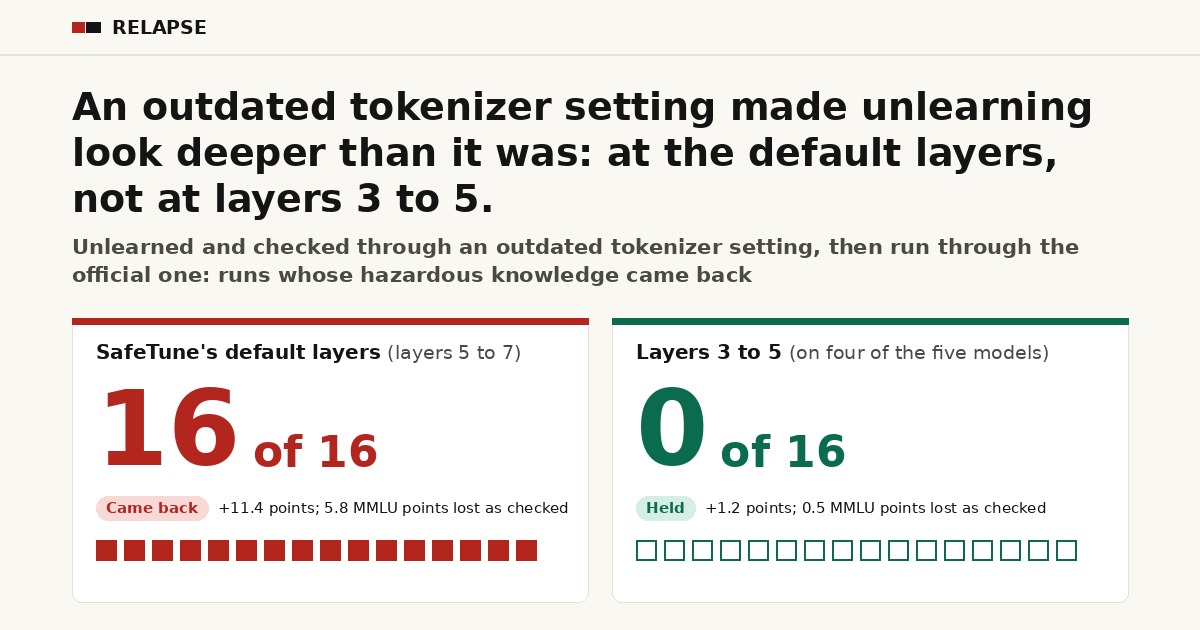 RELAPSE
An outdated tokenizer setting made unlearning
look deeper than it was: at the default layers,
not at layers 3 to 5.
Unlearned and checked through an outdated tokenizer setting, then run through the
official one: runs whose hazardous knowledge came back
SafeTune's default layers (layers 5 to 7)
16 of 16
Came back +11.4 points; 5.8 MMLU points lost as checked
Layers 3 to 5 (on four of the five models)
0 of 16
Held +1.2 points; 0.5 MMLU points lost as checked